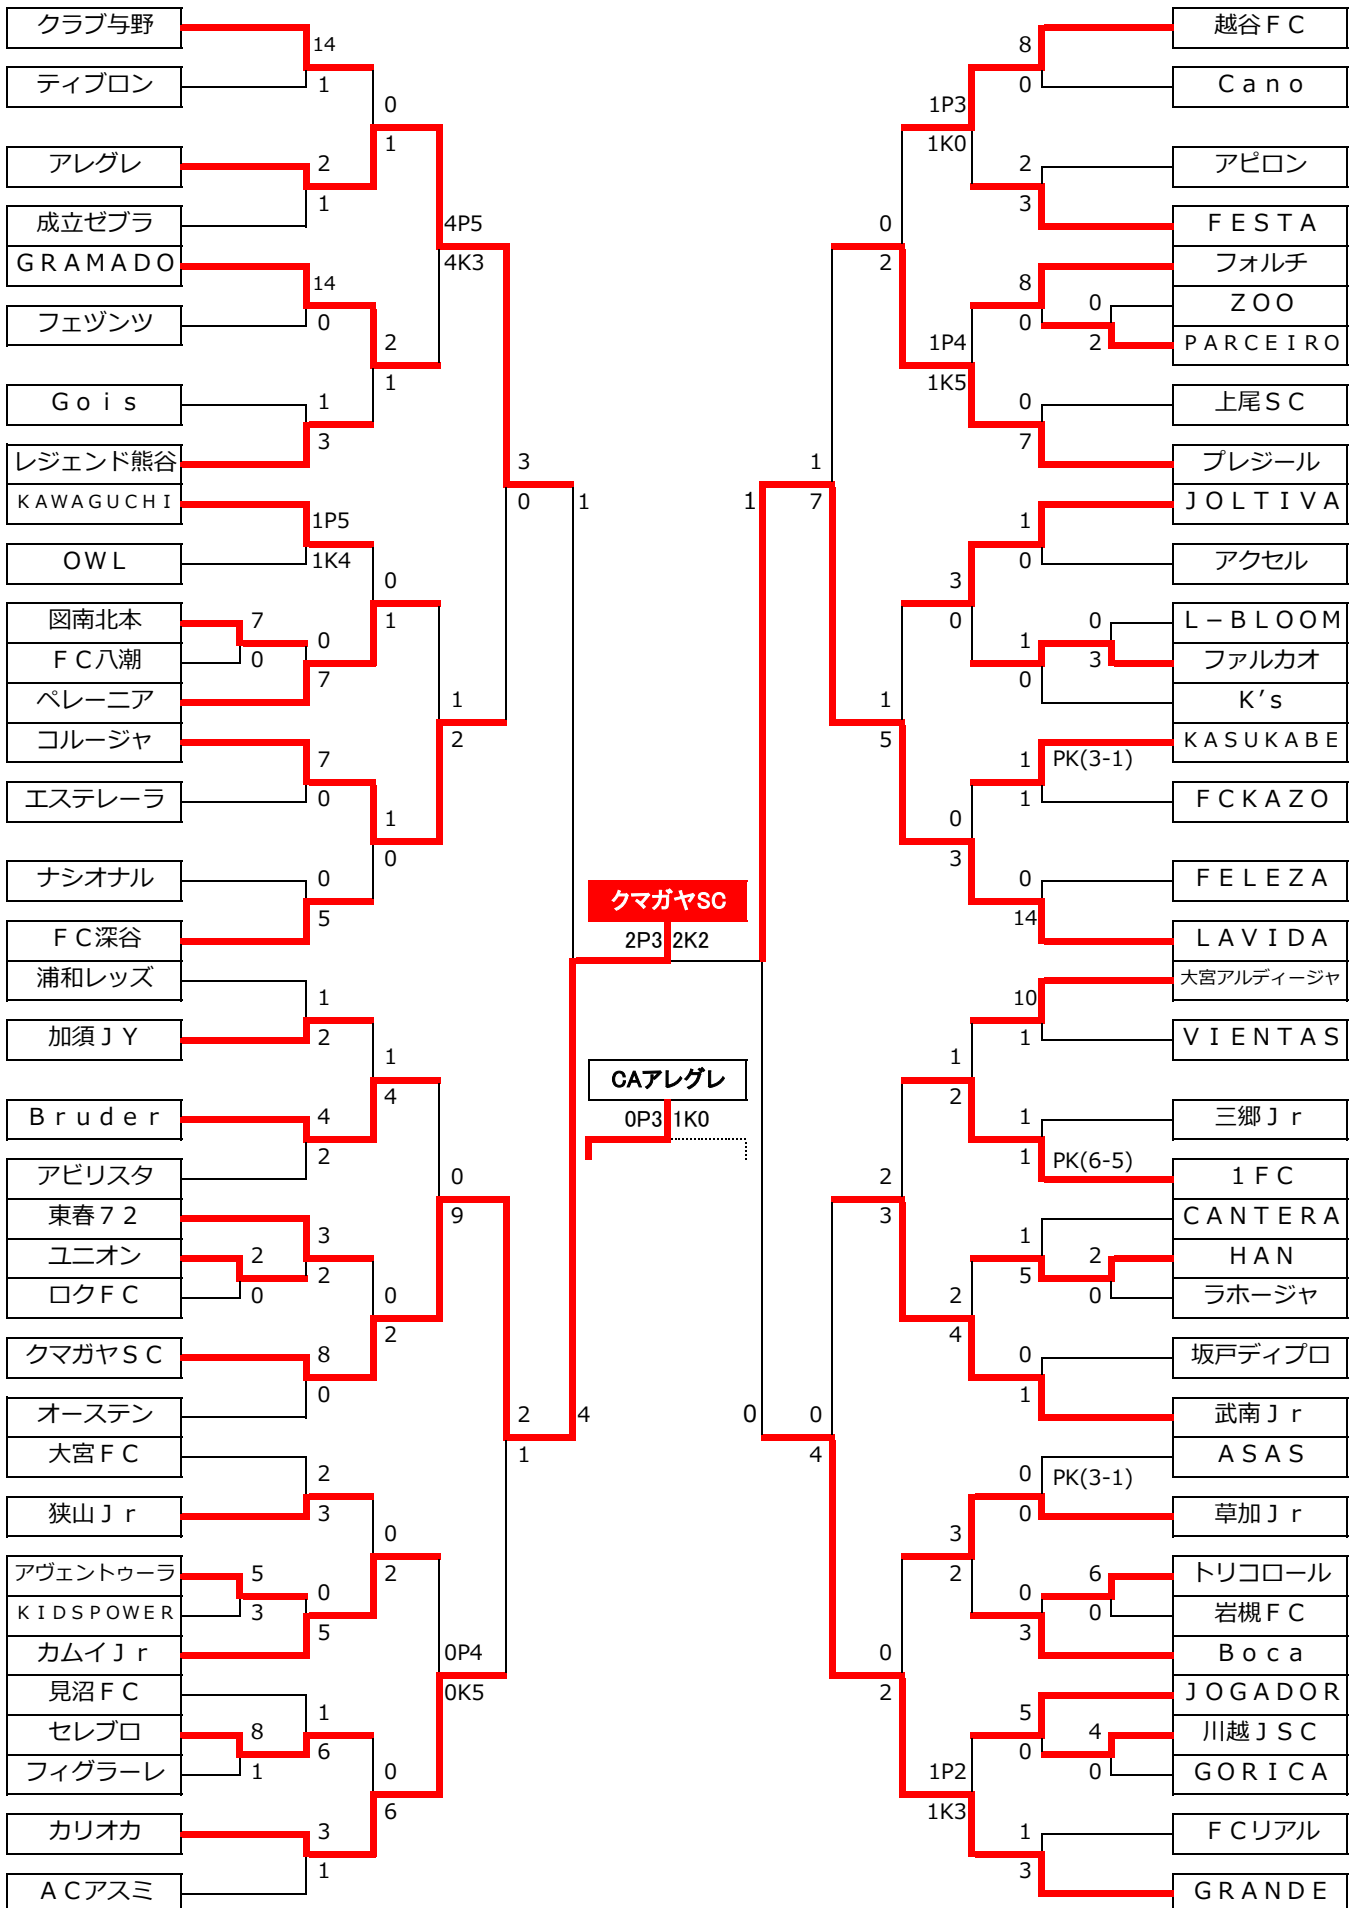 クラブ与野
14
ティブロン
1
0
1
アレグレ
2
成立ゼブラ
1
4P5
4K3
GRAMADO
14
フェヅンツ
0
2
1
Gois
1
レジェンド熊谷
3
3
0
1
KAWAGUCHI
1P5
OWL
1K4
0
1
図南北本
7
FC八潮
0
0
ペレーニア
7
1
2
コルージャ
7
エステレーラ
0
1
0
ナシオナル
0
FC深谷
5
浦和レッズ
1
加須JY
2
1
4
Bruder
4
アビリスタ
2
0
9
東春72
3
ユニオン
2
2
ロクFC
0
0
2
クマガヤSC
8
オーステン
0
2
1
4
大宮FC
2
狭山Jr
3
0
2
アヴェントゥーラ
5
KIDSPOWER
3
0
カムイJr
5
0P4
0K5
見沼FC
1
セレブロ
8
6
フィグラーレ
1
0
6
カリオカ
3
ACアスミ
1
クマガヤSC
2P3 2K2
CAアレグレ
0P3 1K0
越谷FC
8
Cano
0
1P3
1K0
アピロン
2
FESTA
3
0
2
フォルチ
8
ZOO
0
0
PARCEIRO
2
1P4
1K5
上尾SC
0
プレジール
7
1
7
1
JOLTIVA
1
アクセル
0
3
0
L－BLOOM
0
ファルカオ
3
1
K’s
0
1
5
KASUKABE
1
PK(3-1)
FCKAZO
1
0
3
FELEZA
0
LAVIDA
14
大宮アルディージャ
10
VIENTAS
1
1
2
三郷Jr
1
1FC
1
PK(6-5)
2
3
CANTERA
1
HAN
2
5
ラホージャ
0
2
4
坂戸ディプロ
0
武南Jr
1
0
0
4
ASAS
0
PK(3-1)
草加Jr
0
3
2
トリコロール
6
岩槻FC
0
0
Boca
3
0
2
JOGADOR
5
川越JSC
4
0
GORICA
0
1P2
1K3
FCリアル
1
GRANDE
3